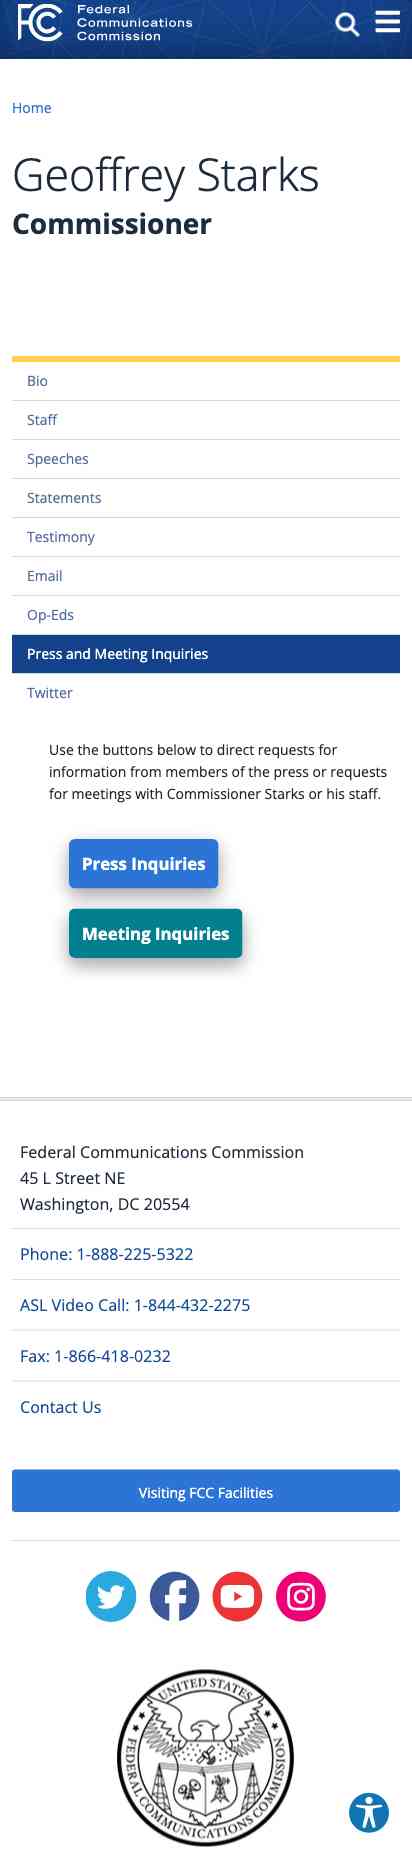 FCC
Federal
Communications
Commission
Home
Geoffrey Starks
Commissioner
Bio
Staff
Speeches
Statements
Testimony
Email
Op-Eds
Press and Meeting Inquiries
Twitter
Use the buttons below to direct requests for
information from members of the press or requests
for meetings with Commissioner Starks or his staff.
Press Inquiries
Meeting Inquiries
Federal Communications Commission
45 L Street NE
Washington, DC 20554
Phone: 1-888-225-5322
ASL Video Call: 1-844-432-2275
Fax: 1-866-418-0232
Contact Us
Visiting FCC Facilities
UNITED STATES
FEDERAL COMMUNICATIONS COMMISSION